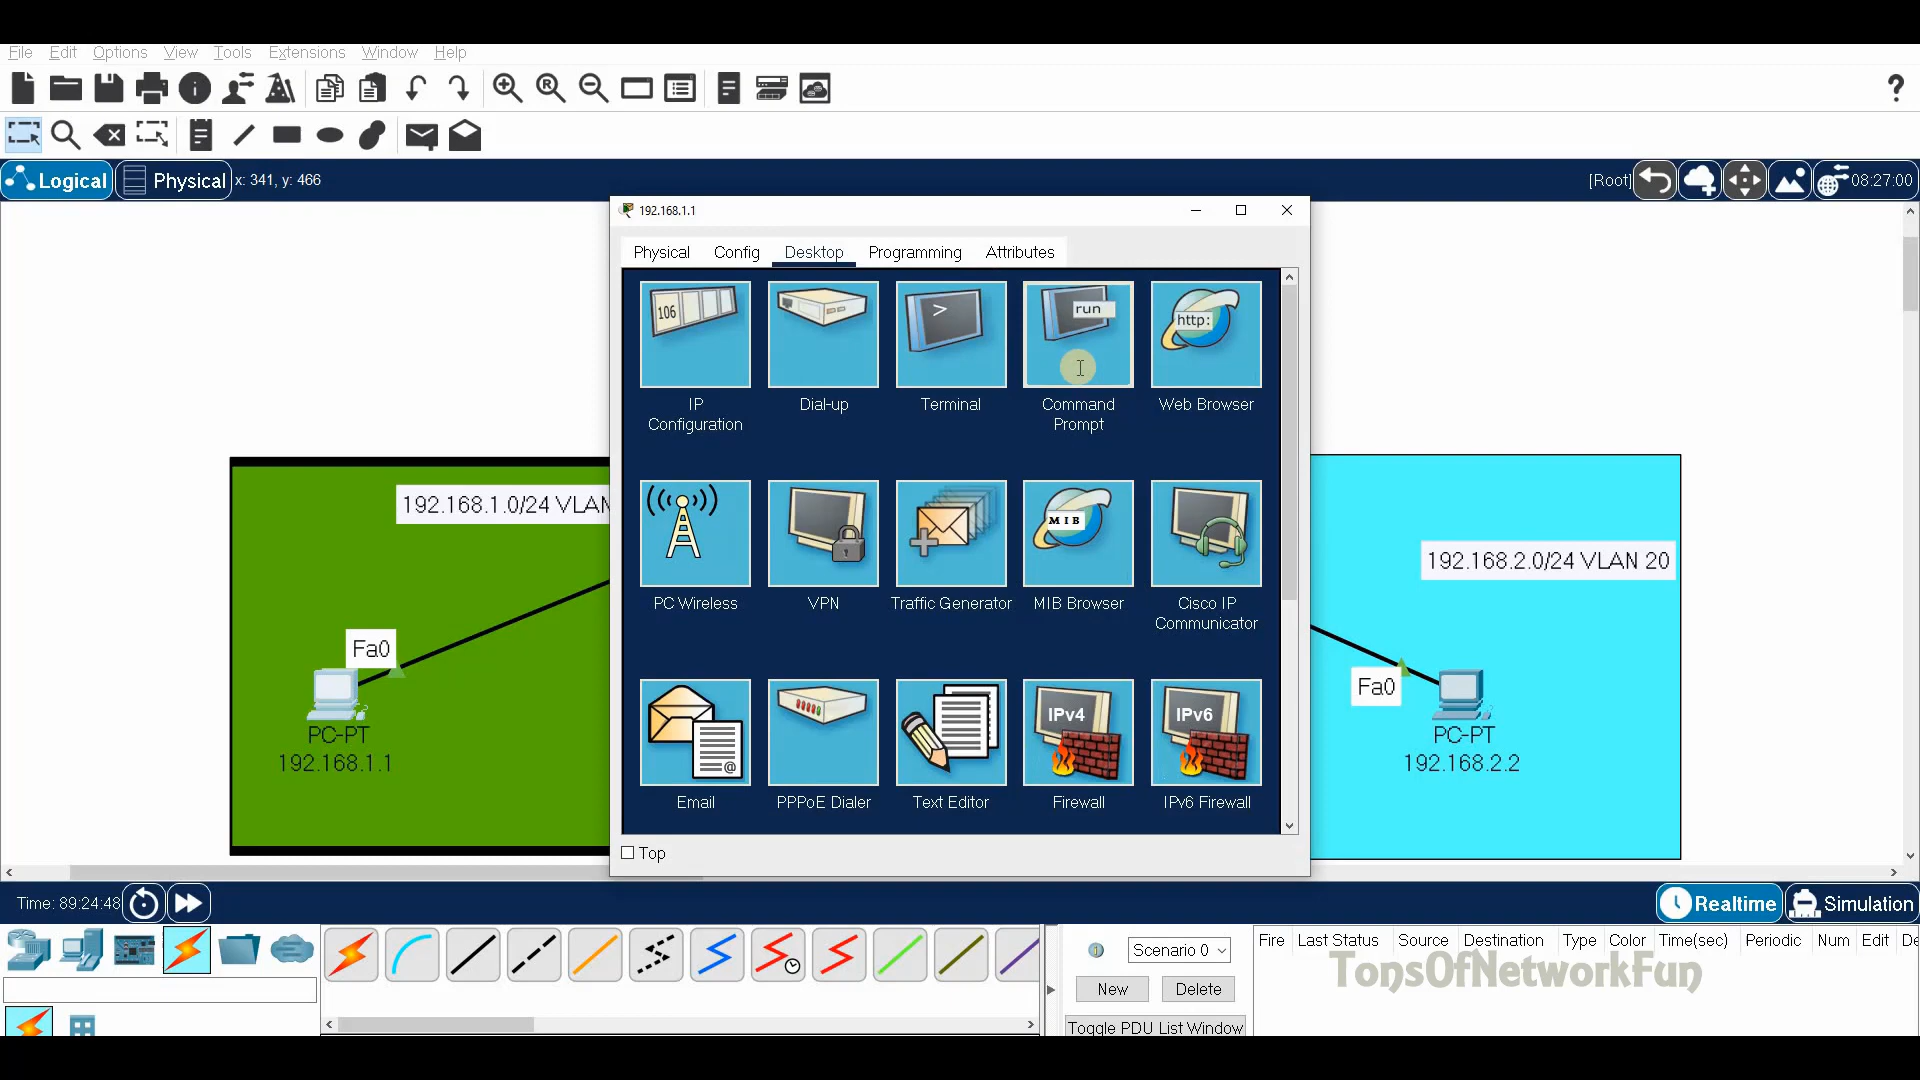 File Edit Options View Tools Extensions Window Help
Logical Physical x: 341, y: 466 [Root] 08:27:00
192.168.1.1
Physical Config Desktop Programming Attributes
106 > run http:
IP Configuration
Dial-up
Terminal
Command Prompt
Web Browser
MIB
PC Wireless
VPN
Traffic Generator
MIB Browser
Cisco IP Communicator
IPv4 IPv6
@
Email
PPPoE Dialer
Text Editor
Firewall
IPv6 Firewall
Top
192.168.1.0/24 VLAN
Fa0
PC-PT
192.168.1.1
192.168.2.0/24 VLAN 20
Fa0
PC-PT
192.168.2.2
Time: 89:24:48 Realtime Simulation
Scenario 0
New Delete
Toggle PDU List Window
Fire Last Status Source Destination Type Color Time(sec) Periodic Num Edit De
TonsOfNetworkFun